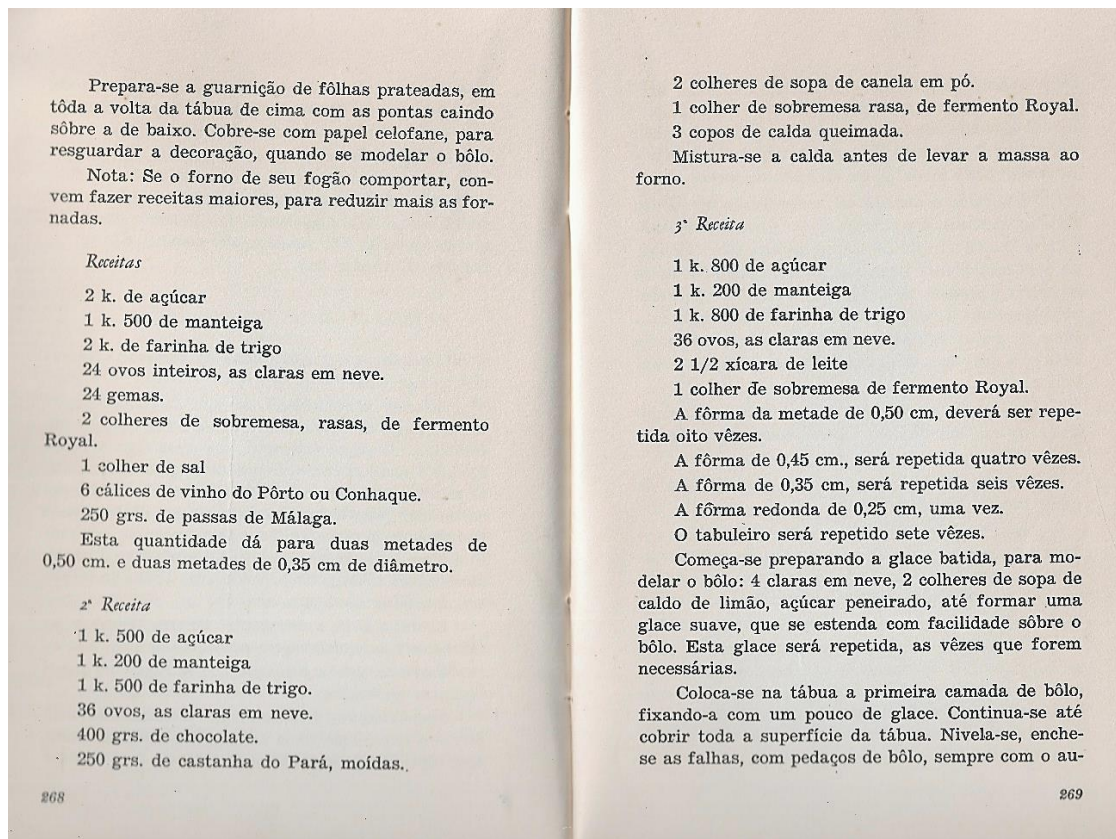 Prepara-se a guarnição de fôlhas prateadas, em
tôda a volta da tábua de cima com as pontas caindo
sôbre a de baixo. Cobre-se com papel celofane, para
resguardar a decoração, quando se modelar o bôlo.
Nota: Se o forno de seu fogão comportar, con-
vem fazer receitas maiores, para reduzir mais as for-
nadas.
Receitas
2 k. de açúcar
1 k. 500 de manteiga
2 k. de farinha de trigo
24 ovos inteiros, as claras em neve.
24 gemas.
2 colheres de sobremesa, rasas, de fermento
Royal.
1 colher de sal
6 cálices de vinho do Pôrto ou Conhaque.
250 grs. de passas de Málaga.
Esta quantidade dá para duas metades de
0,50 cm. e duas metades de 0,35 cm de diâmetro.
2ª Receita
1 k. 500 de açúcar
1 k. 200 de manteiga
1 k. 500 de farinha de trigo.
36 ovos, as claras em neve.
400 grs. de chocolate.
250 grs. de castanha do Pará, moídas.
268
2 colheres de sopa de canela em pó.
1 colher de sobremesa rasa, de fermento Royal.
3 copos de calda queimada.
Mistura-se a calda antes de levar a massa ao
forno.
3ª Receita
1 k. 800 de açúcar
1 k. 200 de manteiga
1 k. 800 de farinha de trigo
36 ovos, as claras em neve.
2 1/2 xícara de leite
1 colher de sobremesa de fermento Royal.
A fôrma da metade de 0,50 cm, deverá ser repe-
tida oito vêzes.
A fôrma de 0,45 cm., será repetida quatro vêzes.
A fôrma de 0,35 cm, será repetida seis vêzes.
A fôrma redonda de 0,25 cm, uma vez.
O tabuleiro será repetido sete vêzes.
Começa-se preparando a glace batida, para mo-
delar o bôlo: 4 claras em neve, 2 colheres de sopa de
caldo de limão, açúcar peneirado, até formar uma
glace suave, que se estenda com facilidade sôbre o
bôlo. Esta glace será repetida, as vêzes que forem
necessárias.
Coloca-se na tábua a primeira camada de bôlo,
fixando-a com um pouco de glace. Continua-se até
cobrir toda a superfície da tábua. Nivela-se, enche-
se as falhas, com pedaços de bôlo, sempre com o au-
269